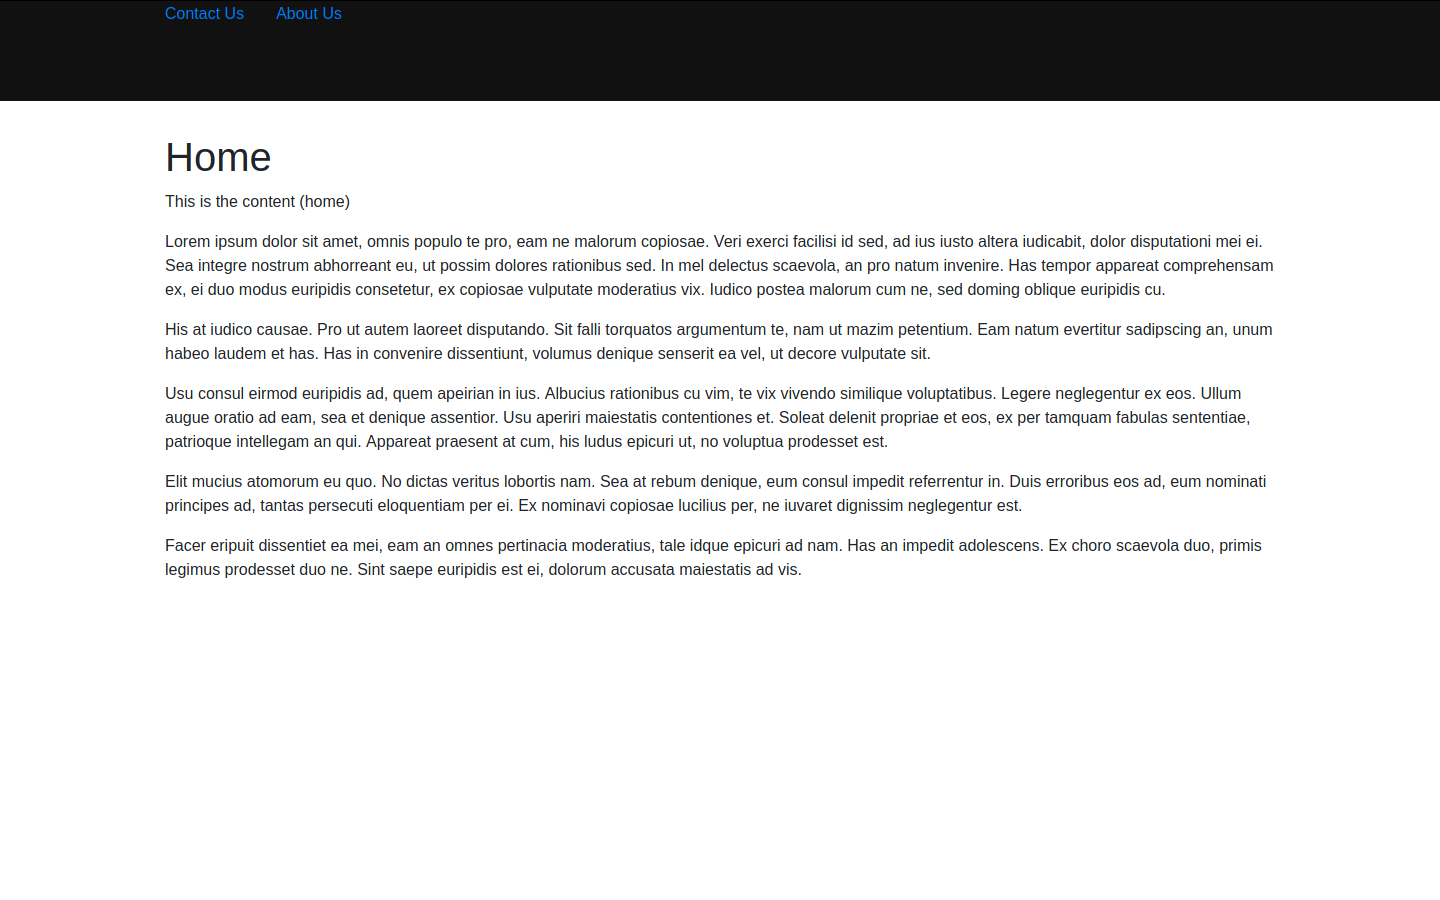 Contact Us About Us
Home
This is the content (home)
Lorem ipsum dolor sit amet, omnis populo te pro, eam ne malorum copiosae. Veri exerci facilisi id sed, ad ius iusto altera iudicabit, dolor disputationi mei ei.
Sea integre nostrum abhorreant eu, ut possim dolores rationibus sed. In mel delectus scaevola, an pro natum invenire. Has tempor appareat comprehensam
ex, ei duo modus euripidis consetetur, ex copiosae vulputate moderatius vix. Iudico postea malorum cum ne, sed doming oblique euripidis cu.
His at iudico causae. Pro ut autem laoreet disputando. Sit falli torquatos argumentum te, nam ut mazim petentium. Eam natum evertitur sadipscing an, unum
habeo laudem et has. Has in convenire dissentiunt, volumus denique senserit ea vel, ut decore vulputate sit.
Usu consul eirmod euripidis ad, quem apeirian in ius. Albucius rationibus cu vim, te vix vivendo similique voluptatibus. Legere neglegentur ex eos. Ullum
augue oratio ad eam, sea et denique assentior. Usu aperiri maiestatis contentiones et. Soleat delenit propriae et eos, ex per tamquam fabulas sententiae,
patrioque intellegam an qui. Appareat praesent at cum, his ludus epicuri ut, no voluptua prodesset est.
Elit mucius atomorum eu quo. No dictas veritus lobortis nam. Sea at rebum denique, eum consul impedit referrentur in. Duis erroribus eos ad, eum nominati
principes ad, tantas persecuti eloquentiam per ei. Ex nominavi copiosae lucilius per, ne iuvaret dignissim neglegentur est.
Facer eripuit dissentiet ea mei, eam an omnes pertinacia moderatius, tale idque epicuri ad nam. Has an impedit adolescens. Ex choro scaevola duo, primis
legimus prodesset duo ne. Sint saepe euripidis est ei, dolorum accusata maiestatis ad vis.